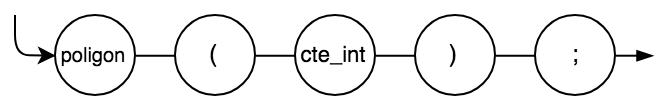 poligon ( cte_int ) ;